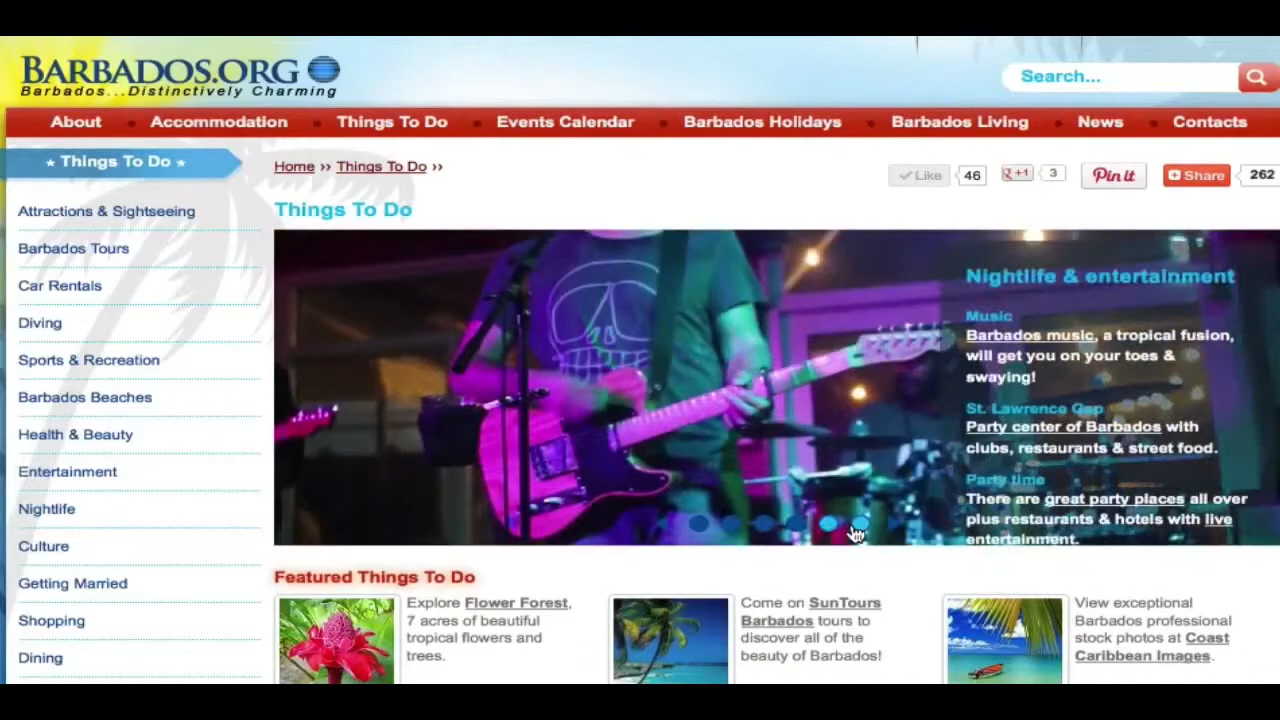 BARBADOS.ORG
Barbados...Distinctively Charming
Search...
About
Accommodation
Things To Do
Events Calendar
Barbados Holidays
Barbados Living
News
Contacts
Things To Do
Home ›› Things To Do ››
Like 46
+1 3
Pin it
Share 262
Things To Do
Attractions & Sightseeing
Barbados Tours
Car Rentals
Diving
Sports & Recreation
Barbados Beaches
Health & Beauty
Entertainment
Nightlife
Culture
Getting Married
Shopping
Dining
Nightlife & entertainment
Music
Barbados music, a tropical fusion,
will get you on your toes &
swaying!
St. Lawrence Gap
Party center of Barbados with
clubs, restaurants & street food.
Party time
There are great party places all over
plus restaurants & hotels with live
entertainment.
Featured Things To Do
Explore Flower Forest,
7 acres of beautiful
tropical flowers and
trees.
Come on SunTours
Barbados tours to
discover all of the
beauty of Barbados!
View exceptional
Barbados professional
stock photos at Coast
Caribbean Images.